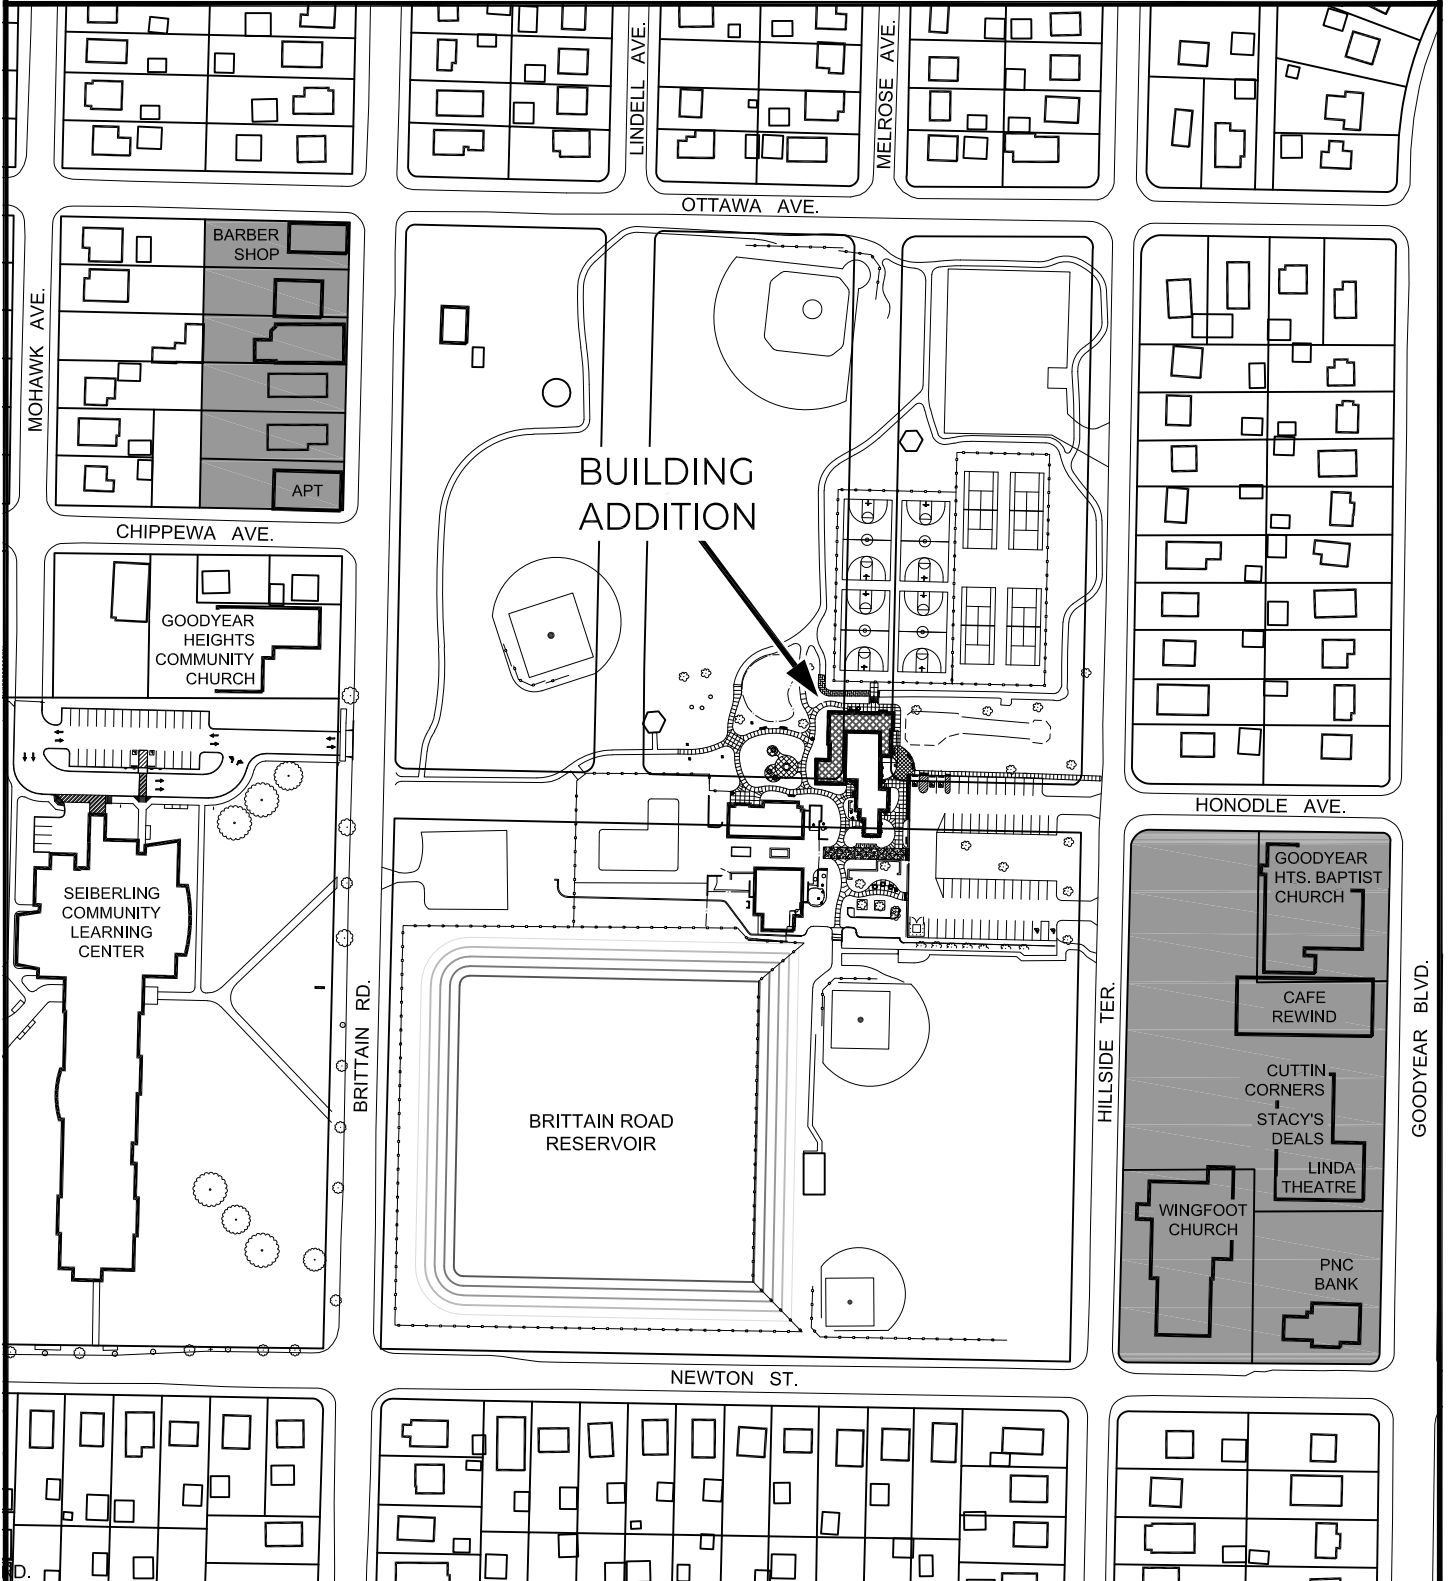 LINDELL AVE.
MELROSE AVE.
OTTAWA AVE.
BARBER
SHOP
MOHAWK AVE.
APT
CHIPPEWA AVE.
BUILDING
ADDITION
GOODYEAR
HEIGHTS
COMMUNITY
CHURCH
HONODLE AVE.
SEIBERLING
COMMUNITY
LEARNING
CENTER
GOODYEAR
HTS. BAPTIST
CHURCH
CAFE
REWIND
BRITTAIN RD.
HILLSIDE TER.
GOODYEAR BLVD.
CUTTIN
CORNERS
STACY'S
DEALS
LINDA
THEATRE
BRITTAIN ROAD
RESERVOIR
WINGFOOT
CHURCH
PNC
BANK
NEWTON ST.
D.